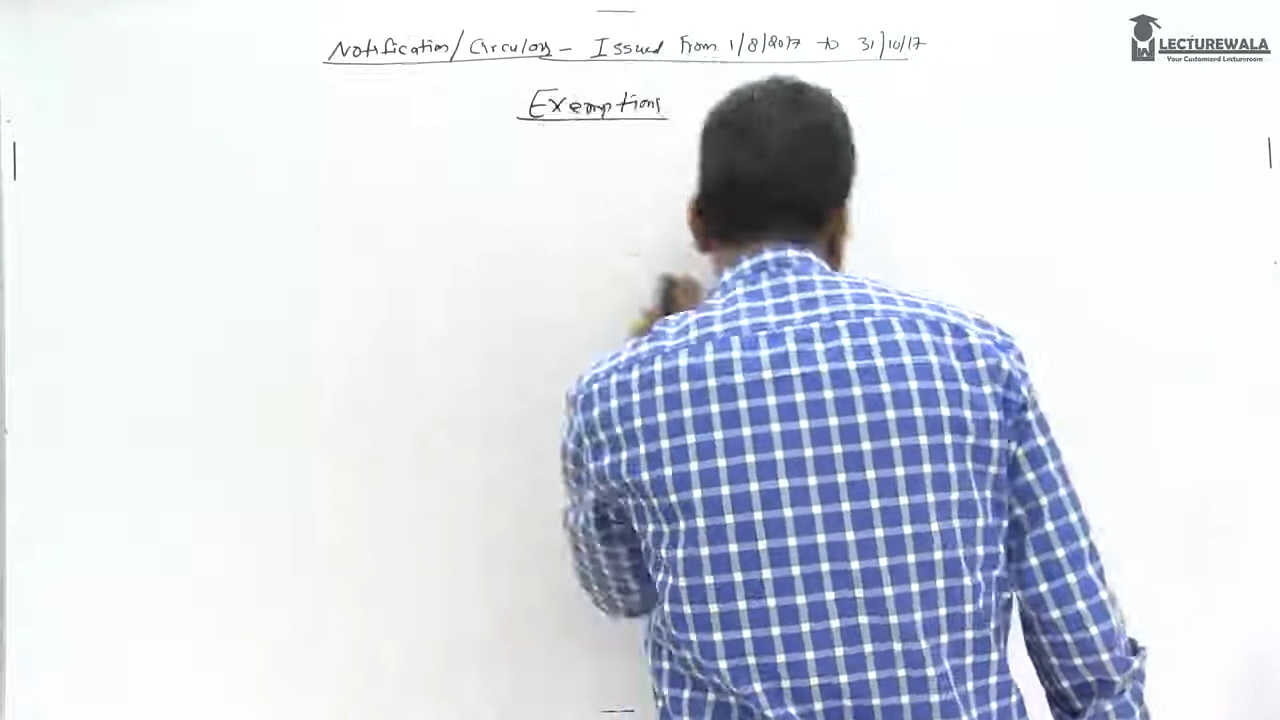 Notification/Circulars - Issued From 1/8/2017 to 31/10/17
Exemptions
LECTUREWALA
Your Customized Lectureroom